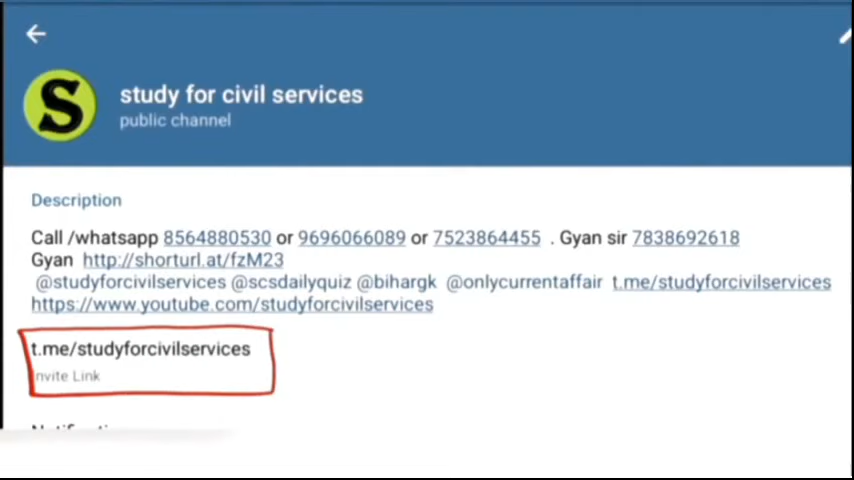 S
study for civil services
public channel
Description
Call /whatsapp 8564880530 or 9696066089 or 7523864455 . Gyan sir 7838692618
Gyan http://shorturl.at/fzM23
@studyforcivilservices @scsdailyquiz @bihargk @onlycurrentaffair t.me/studyforcivilservices
https://www.youtube.com/studyforcivilservices
t.me/studyforcivilservices
Invite Link